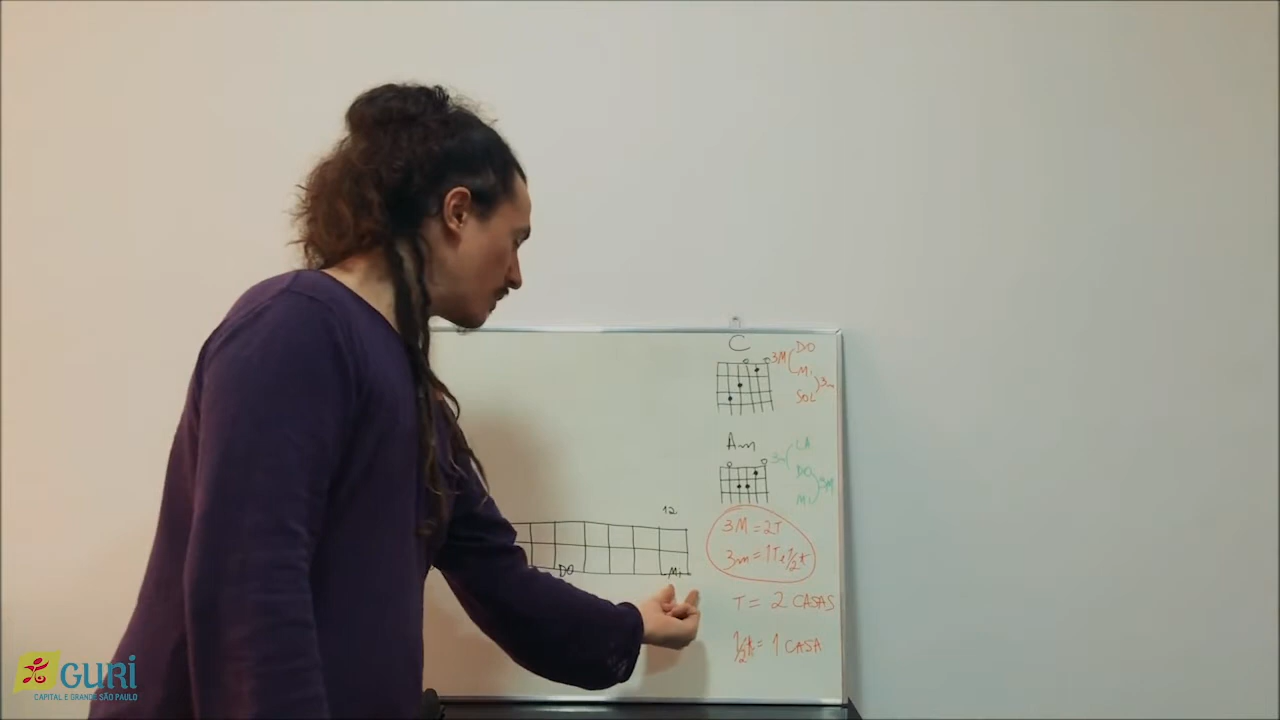 C
3M DO
MI 3m
SOL
Am
3m LA
DO 3M
MI
12
DO MI
3M = 2T
3m = 1T e 1/2t
T = 2 CASAS
1/2t = 1 CASA
GURI
CAPITAL E GRANDE SÃO PAULO